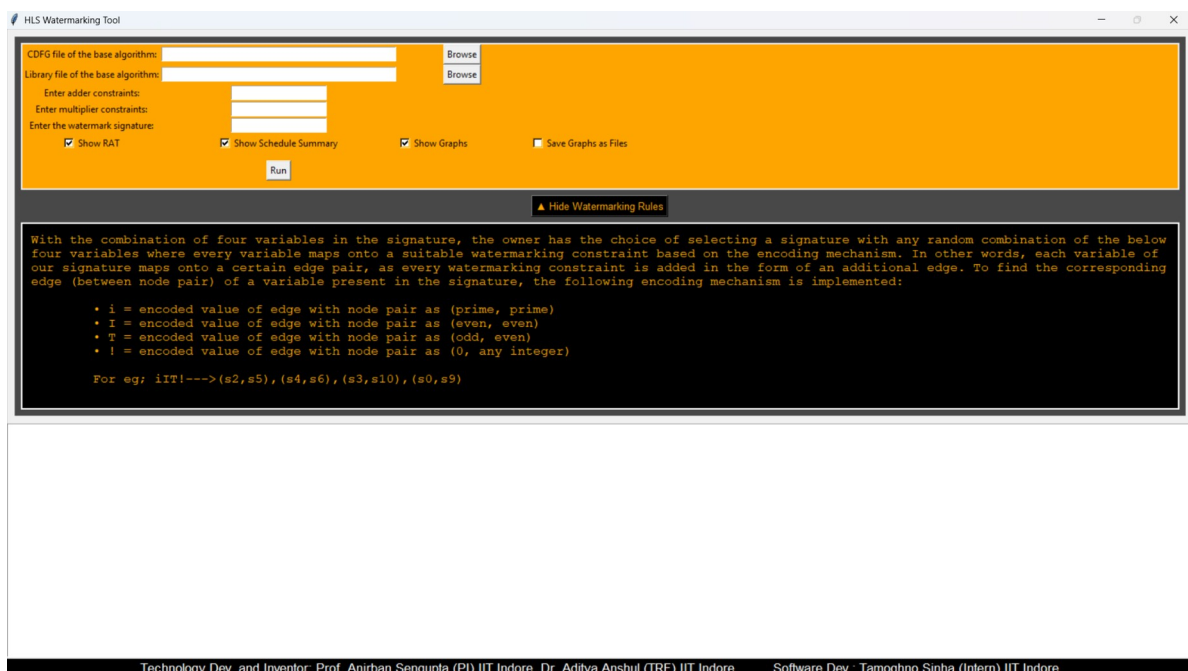 HLS Watermarking Tool
CDFG file of the base algorithm: Browse
Library file of the base algorithm: Browse
Enter adder constraints:
Enter multiplier constraints:
Enter the watermark signature:
Show RAT Show Schedule Summary Show Graphs Save Graphs as Files
Run
▲ Hide Watermarking Rules
With the combination of four variables in the signature, the owner has the choice of selecting a signature with any random combination of the below
four variables where every variable maps onto a suitable watermarking constraint based on the encoding mechanism. In other words, each variable of
our signature maps onto a certain edge pair, as every watermarking constraint is added in the form of an additional edge. To find the corresponding
edge (between node pair) of a variable present in the signature, the following encoding mechanism is implemented:
• i = encoded value of edge with node pair as (prime, prime)
• I = encoded value of edge with node pair as (even, even)
• T = encoded value of edge with node pair as (odd, even)
• ! = encoded value of edge with node pair as (0, any integer)
For eg; iIT!--->(s2,s5),(s4,s6),(s3,s10),(s0,s9)
Technology Dev. and Inventor: Prof. Anirban Sengupta (PI) IIT Indore, Dr. Aditya Anshul (TRE) IIT Indore Software Dev.: Tamoghno Sinha (Intern) IIT Indore